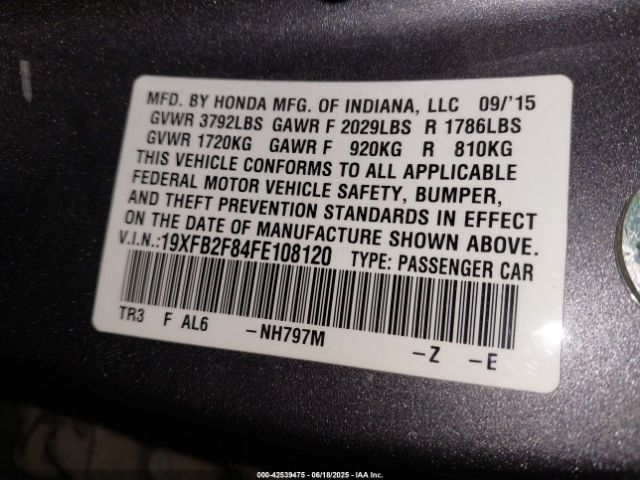 MFD. BY HONDA MFG. OF INDIANA, LLC 09/'15
GVWR 3792LBS GAWR F 2029LBS R 1786LBS
GVWR 1720KG GAWR F 920KG R 810KG
THIS VEHICLE CONFORMS TO ALL APPLICABLE
FEDERAL MOTOR VEHICLE SAFETY, BUMPER,
AND THEFT PREVENTION STANDARDS IN EFFECT
ON THE DATE OF MANUFACTURE SHOWN ABOVE.
V.I.N.:19XFB2F84FE108120 TYPE: PASSENGER CAR
TR3 F AL6 -NH797M -Z -E
000-42539475 - 06/18/2025 - IAA Inc.